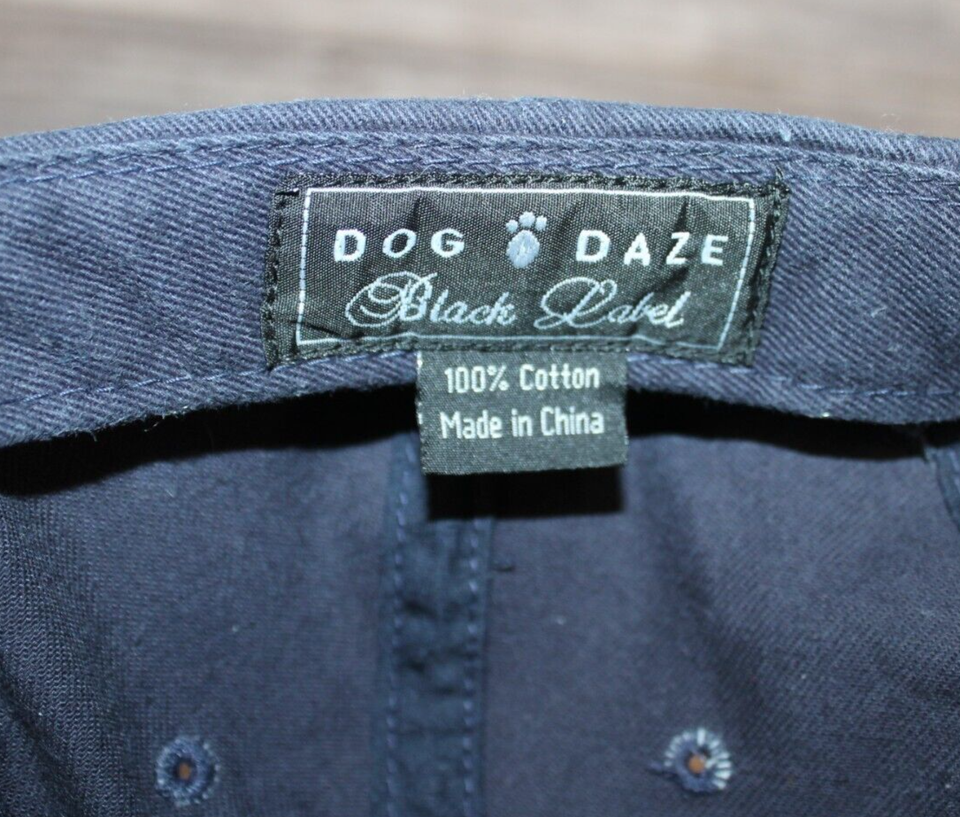 DOG DAZE
Black Label
100% Cotton
Made in China